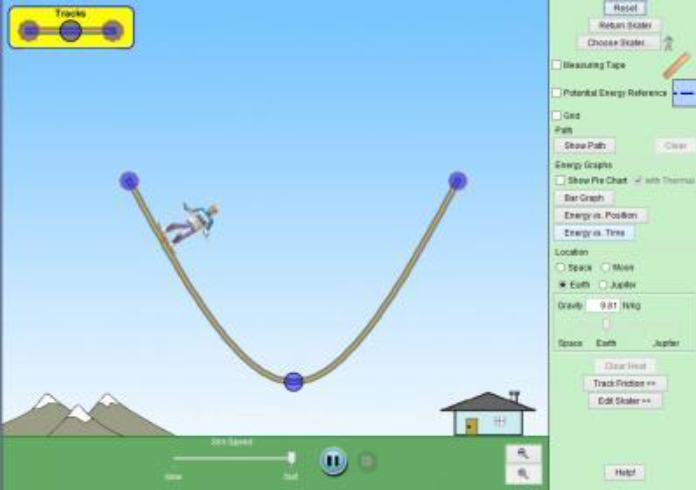 Tracks
Reset
Return Skater
Choose Skater...
Measuring Tape
Potential Energy Reference
Grid
Path
Show Path
Clear
Energy Graphs
Show Pie Chart with Thermal
Bar Graph
Energy vs. Position
Energy vs. Time
Location
Space Moon
Earth Jupiter
Gravity 9.81 N/kg
Space Earth Jupiter
Clear Heat
Track Friction >>
Edit Skater >>
Sim Speed
slow fast
Help!